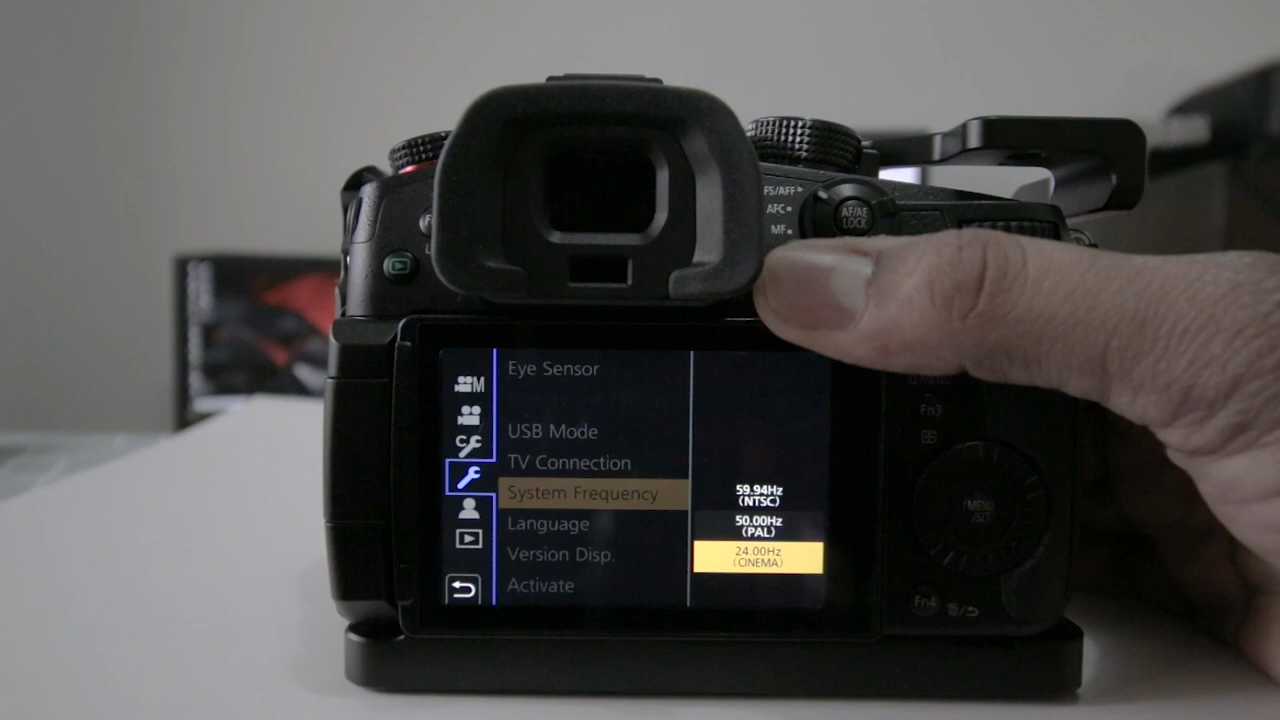 FS/AFF
AFC
MF
AF/AE
LOCK
M
C
Eye Sensor
USB Mode
TV Connection
System Frequency
Language
Version Disp.
Activate
59.94Hz
(NTSC)
50.00Hz
(PAL)
24.00Hz
(CINEMA)
Fn3
MENU
/SET
Fn4